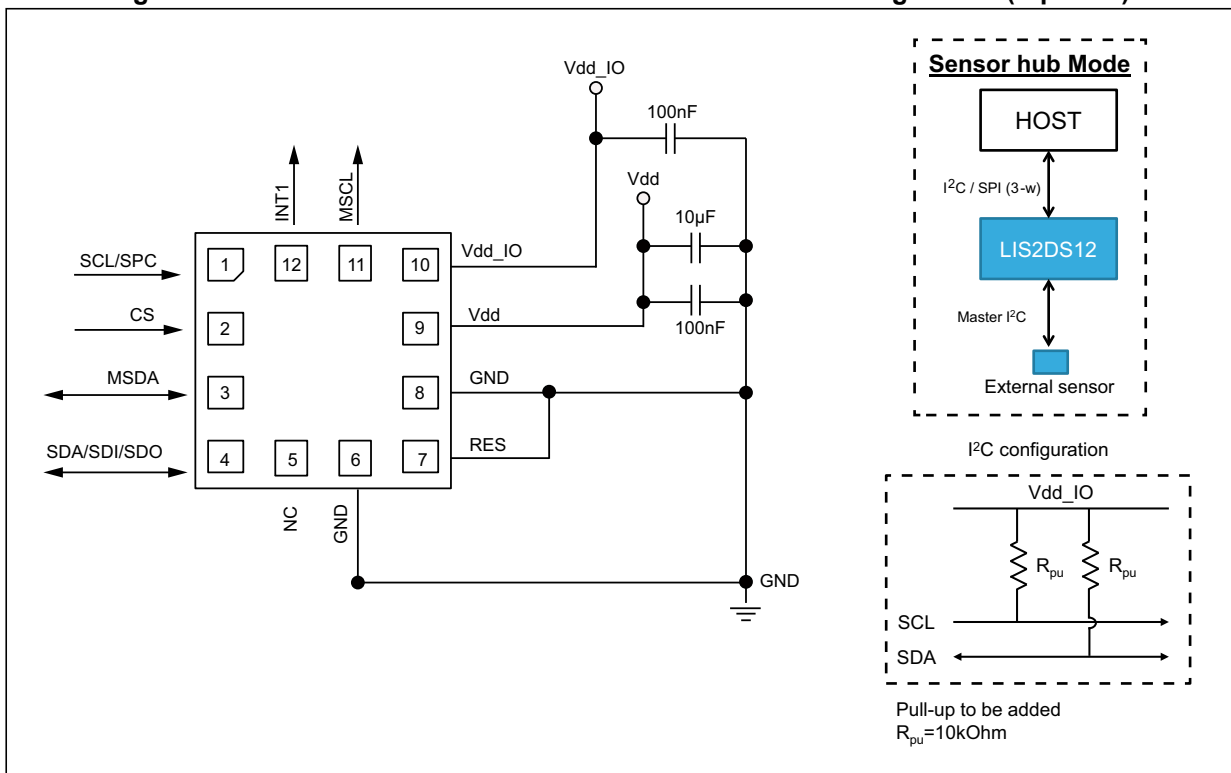 Vdd_IO
100nF
Vdd
10µF
100nF
INT1
MSCL
SCL/SPC
CS
MSDA
SDA/SDI/SDO
1
12
11
10
2
9
3
8
4
5
6
7
Vdd_IO
Vdd
GND
RES
NC
GND
GND
Sensor hub Mode
HOST
I²C / SPI (3-w)
LIS2DS12
Master I²C
External sensor
I²C configuration
Vdd_IO
Rpu
Rpu
SCL
SDA
Pull-up to be added
Rpu=10kOhm